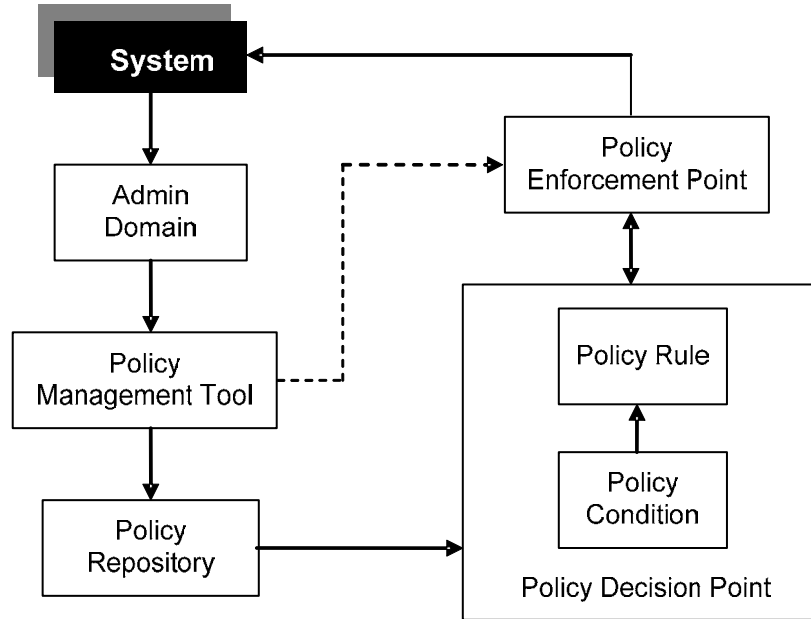 System
Admin
Domain
Policy
Management Tool
Policy
Repository
Policy
Enforcement Point
Policy Rule
Policy
Condition
Policy Decision Point